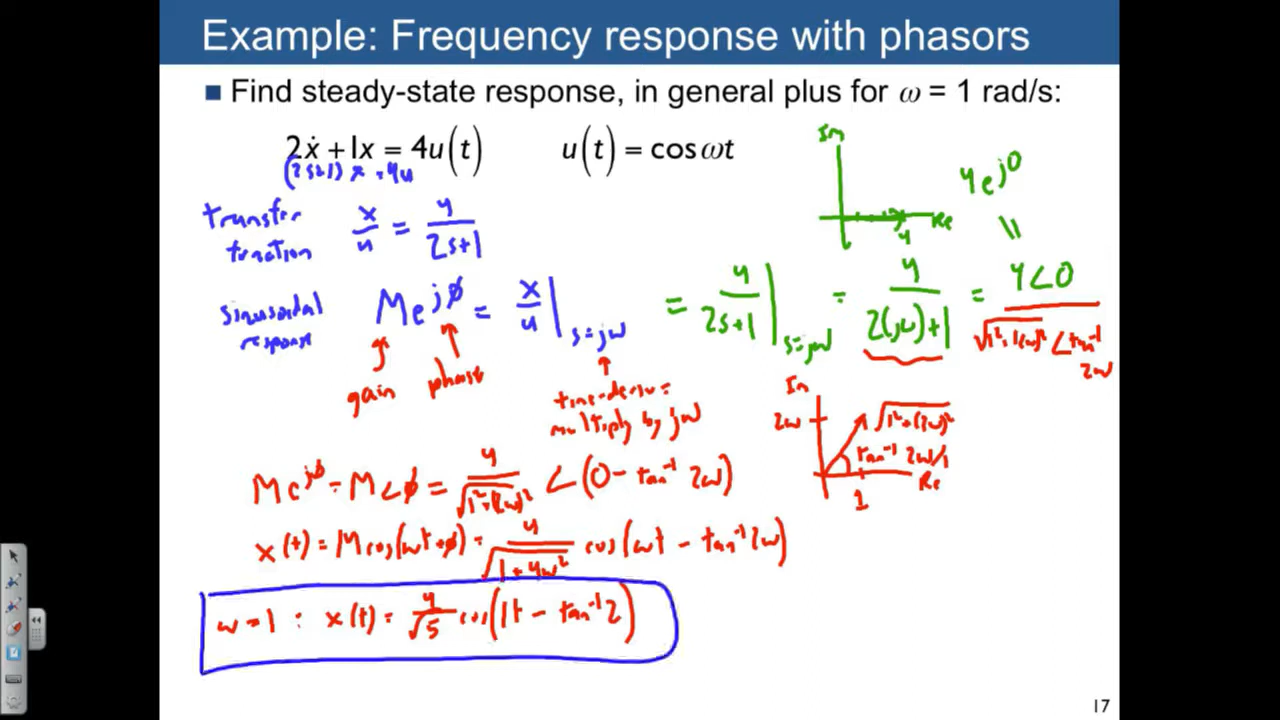 Example: Frequency response with phasors
Find steady-state response, in general plus for ω = 1 rad/s:
2ẋ + 1x = 4u(t)    u(t) = cos ωt
(2s+1) x = 4u
transfer function    x/u = 4/(2s+1)
sinusoidal response    Me^{jφ} = x/u |_{s=jω} = 4/(2s+1) |_{s=jω} = 4/(2(jω)+1) = 4∠0 / √(1²+(2ω)²) ∠tan⁻¹ 2ω
gain    phase
time-deriv = multiply by jω
Im    Re    4    4e^{j0}
=
Im    2ω    √(1²+(2ω)²)
tan⁻¹ 2ω/1
1    Re
Me^{jφ} = M∠φ = 4/√(1²+(2ω)²) ∠(0 - tan⁻¹ 2ω)
x(t) = M cos(ωt+φ) = 4/√(1+4ω²) cos(ωt - tan⁻¹ 2ω)
ω=1 : x(t) = 4/√5 cos(1t - tan⁻¹ 2)
17